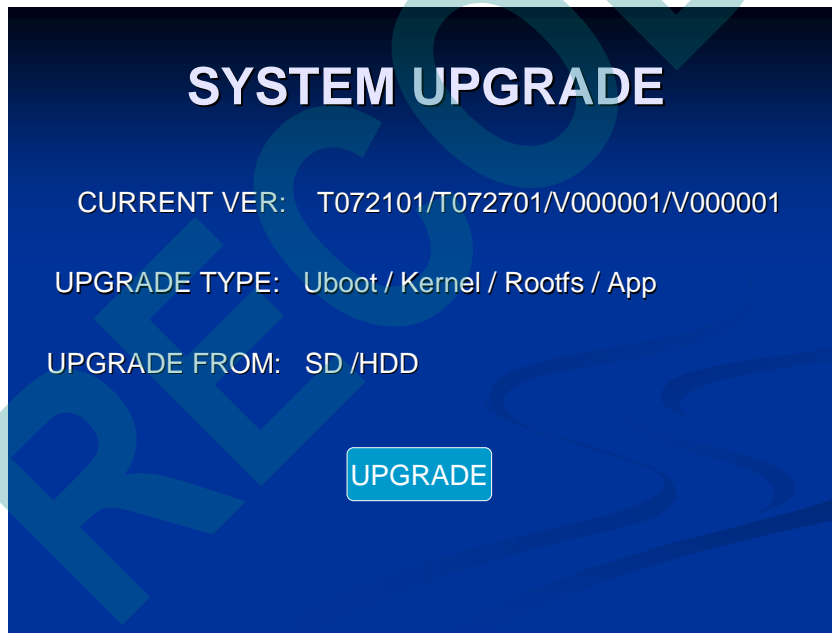 SYSTEM UPGRADE
CURRENT VER: T072101/T072701/V000001/V000001
UPGRADE TYPE: Uboot / Kernel / Rootfs / App
UPGRADE FROM: SD /HDD
UPGRADE